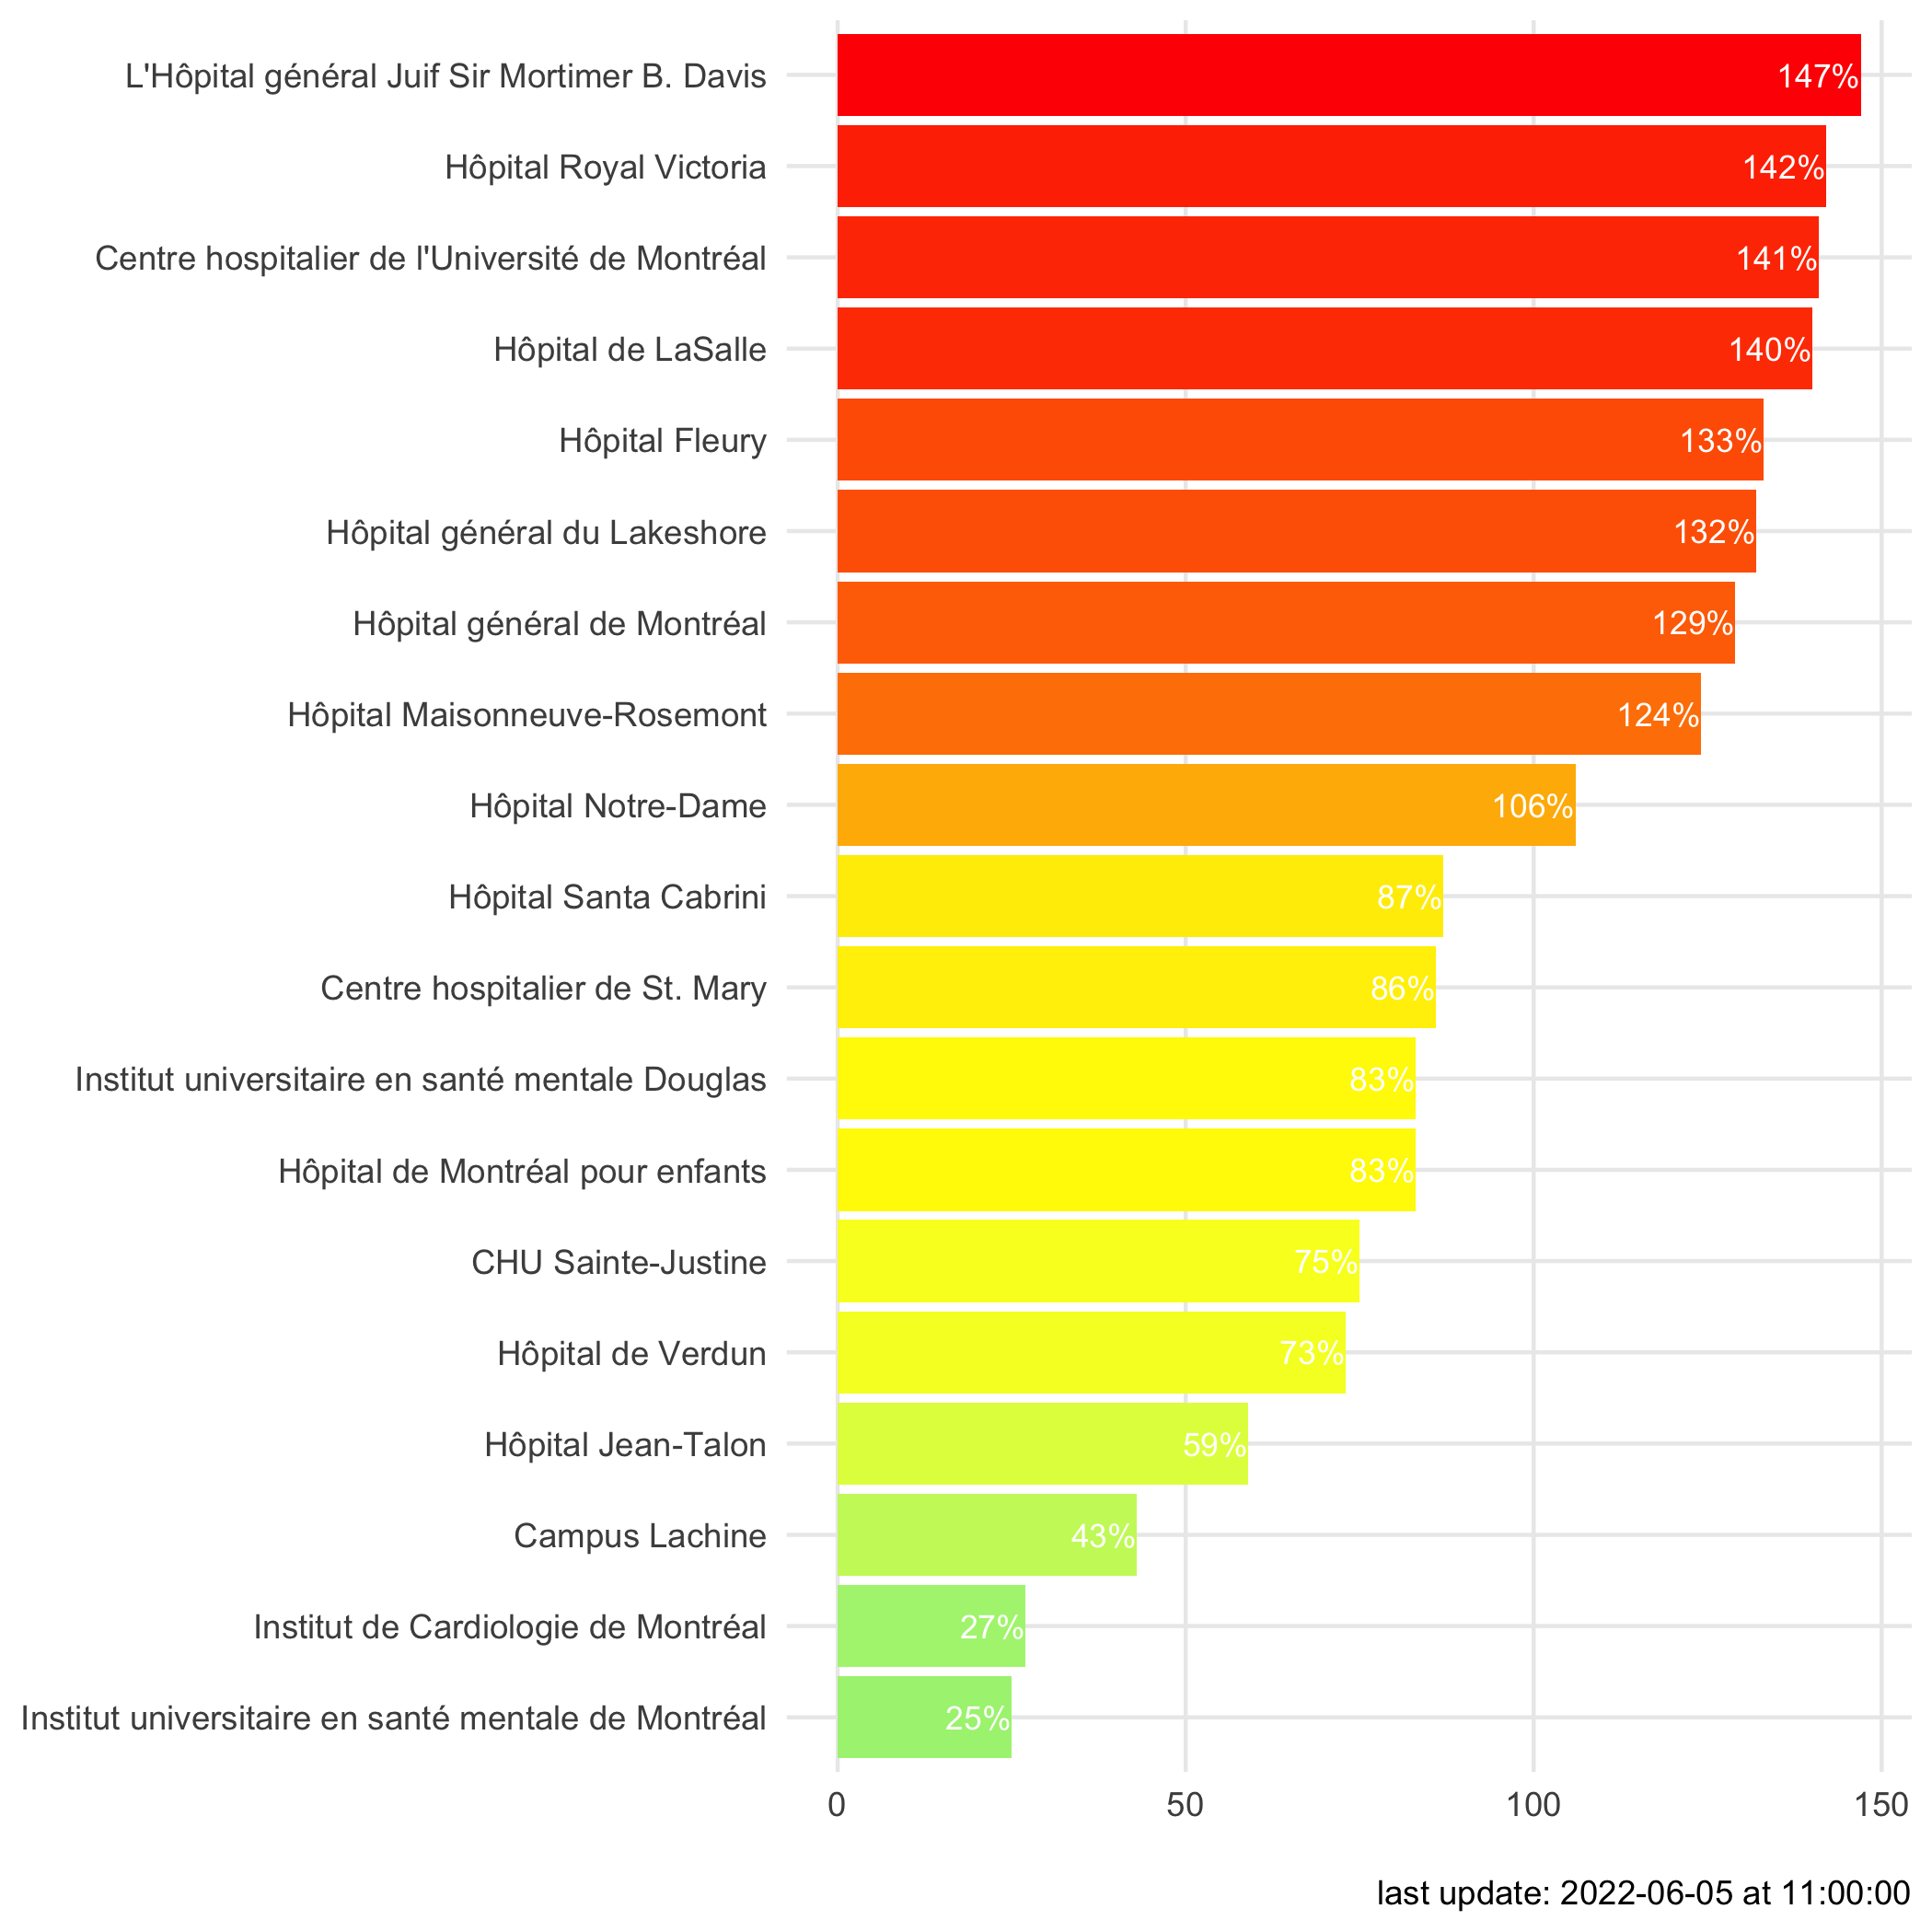 L'Hôpital général Juif Sir Mortimer B. Davis 147%
Hôpital Royal Victoria 142%
Centre hospitalier de l'Université de Montréal 141%
Hôpital de LaSalle 140%
Hôpital Fleury 133%
Hôpital général du Lakeshore 132%
Hôpital général de Montréal 129%
Hôpital Maisonneuve-Rosemont 124%
Hôpital Notre-Dame 106%
Hôpital Santa Cabrini 87%
Centre hospitalier de St. Mary 86%
Institut universitaire en santé mentale Douglas 83%
Hôpital de Montréal pour enfants 83%
CHU Sainte-Justine 75%
Hôpital de Verdun 73%
Hôpital Jean-Talon 59%
Campus Lachine 43%
Institut de Cardiologie de Montréal 27%
Institut universitaire en santé mentale de Montréal 25%
0 50 100 150
last update: 2022-06-05 at 11:00:00